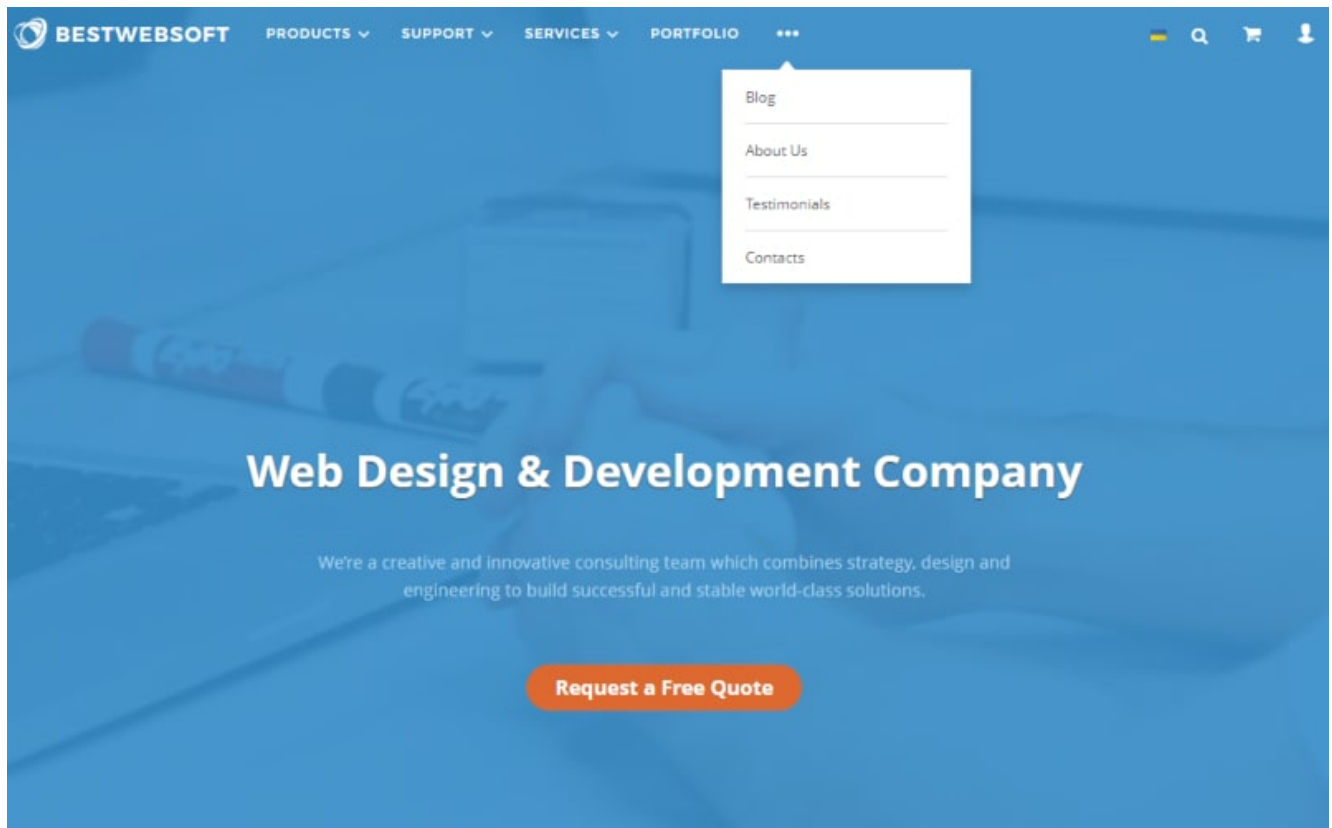 BESTWEBSOFT PRODUCTS SUPPORT SERVICES PORTFOLIO •••
Blog
About Us
Testimonials
Contacts
Web Design & Development Company
We're a creative and innovative consulting team which combines strategy, design and
engineering to build successful and stable world-class solutions.
Request a Free Quote